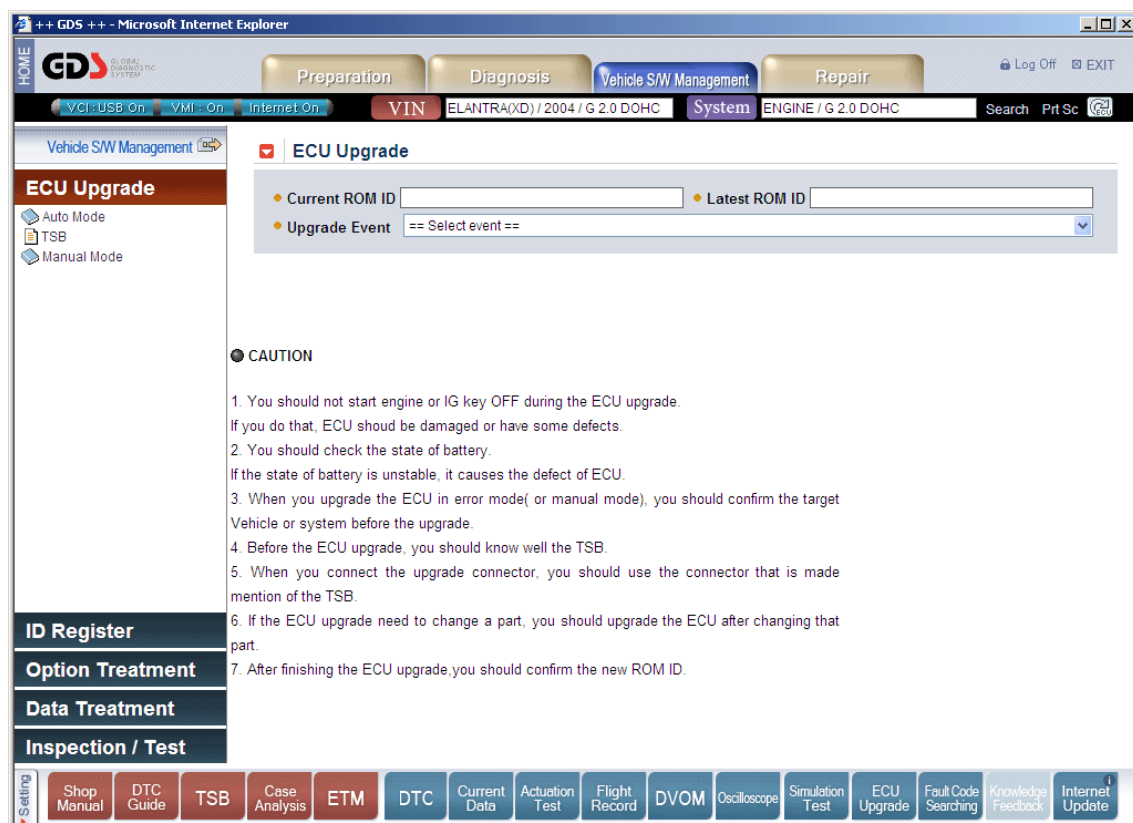 ++ GDS ++ - Microsoft Internet Explorer
HOME
GDS GLOBAL DIAGNOSTIC SYSTEM
Preparation
Diagnosis
Vehicle S/W Management
Repair
Log Off
EXIT
VCI : USB On
VMI : On
Internet On
VIN
ELANTRA(XD) / 2004 / G 2.0 DOHC
System
ENGINE / G 2.0 DOHC
Search
Prt Sc
ECU
Vehicle S/W Management
ECU Upgrade
Auto Mode
TSB
Manual Mode
ID Register
Option Treatment
Data Treatment
Inspection / Test
ECU Upgrade
Current ROM ID
Latest ROM ID
Upgrade Event
== Select event ==
CAUTION
1. You should not start engine or IG key OFF during the ECU upgrade.
If you do that, ECU shoud be damaged or have some defects.
2. You should check the state of battery.
If the state of battery is unstable, it causes the defect of ECU.
3. When you upgrade the ECU in error mode( or manual mode), you should confirm the target
Vehicle or system before the upgrade.
4. Before the ECU upgrade, you should know well the TSB.
5. When you connect the upgrade connector, you should use the connector that is made
mention of the TSB.
6. If the ECU upgrade need to change a part, you should upgrade the ECU after changing that
part.
7. After finishing the ECU upgrade,you should confirm the new ROM ID.
Setting
Shop Manual
DTC Guide
TSB
Case Analysis
ETM
DTC
Current Data
Actuation Test
Flight Record
DVOM
Oscilloscope
Simulation Test
ECU Upgrade
Fault Code Searching
Knowledge Feedback
Internet Update